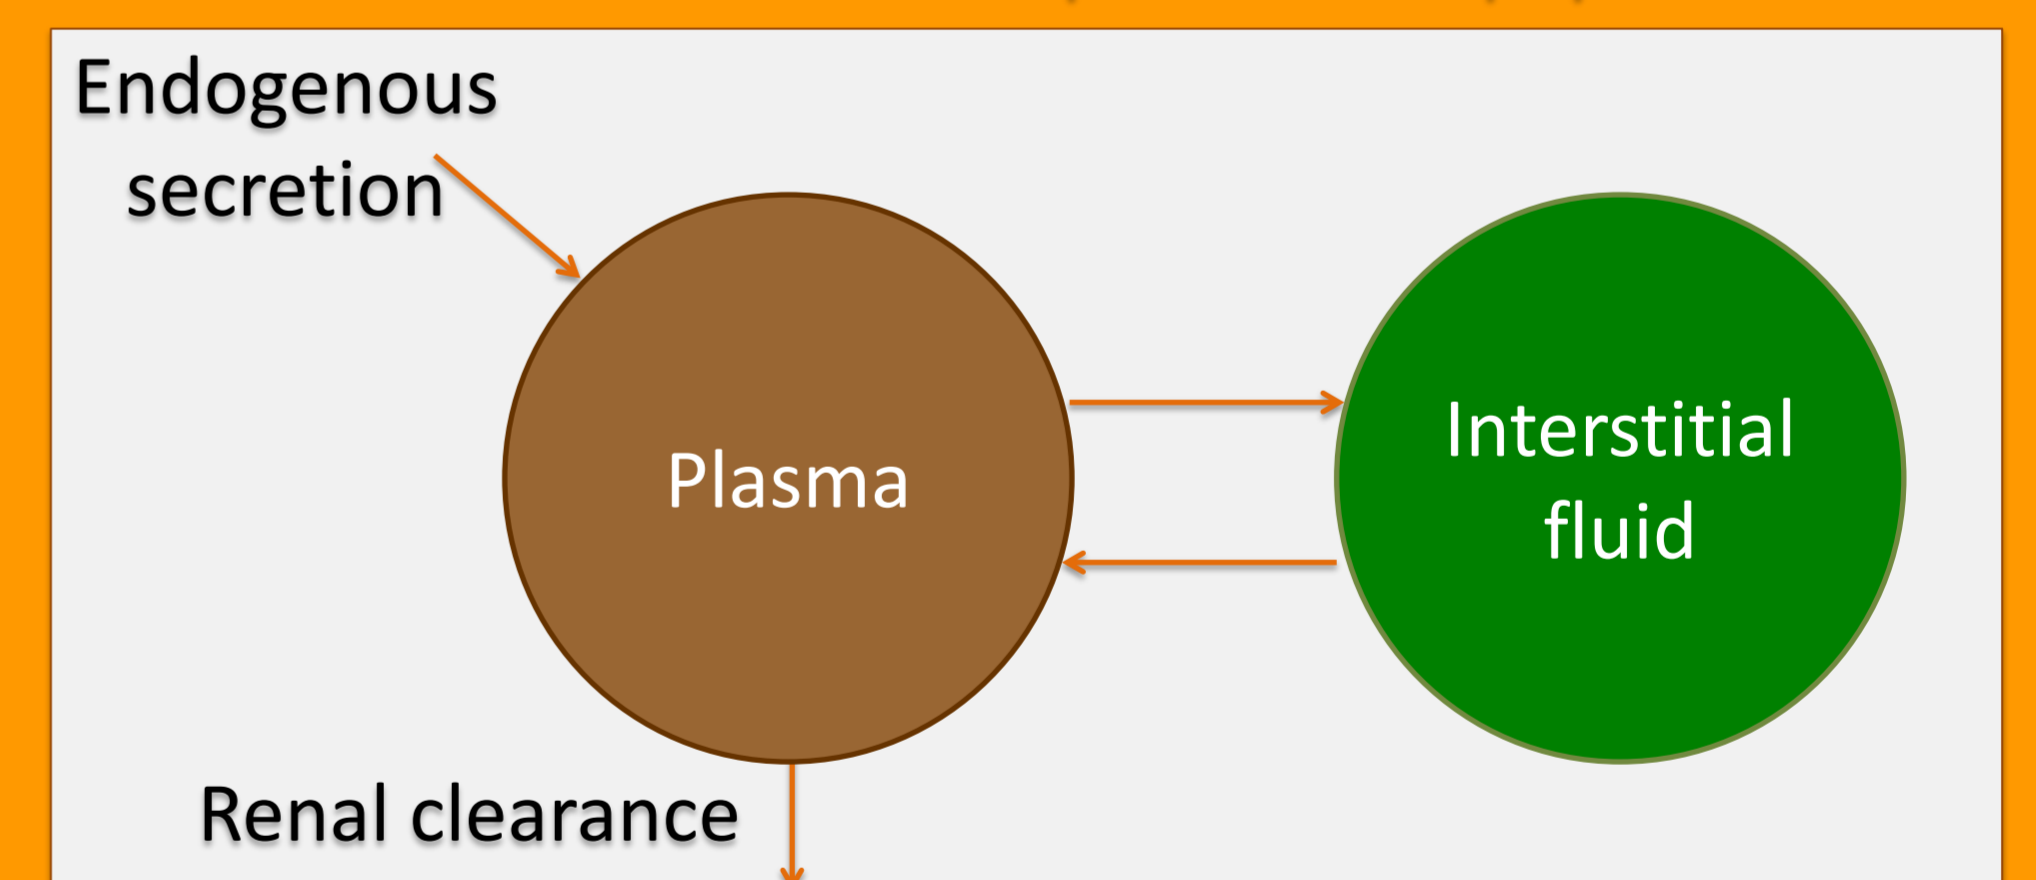 Endogenous
secretion
Plasma
Interstitial
fluid
Renal clearance